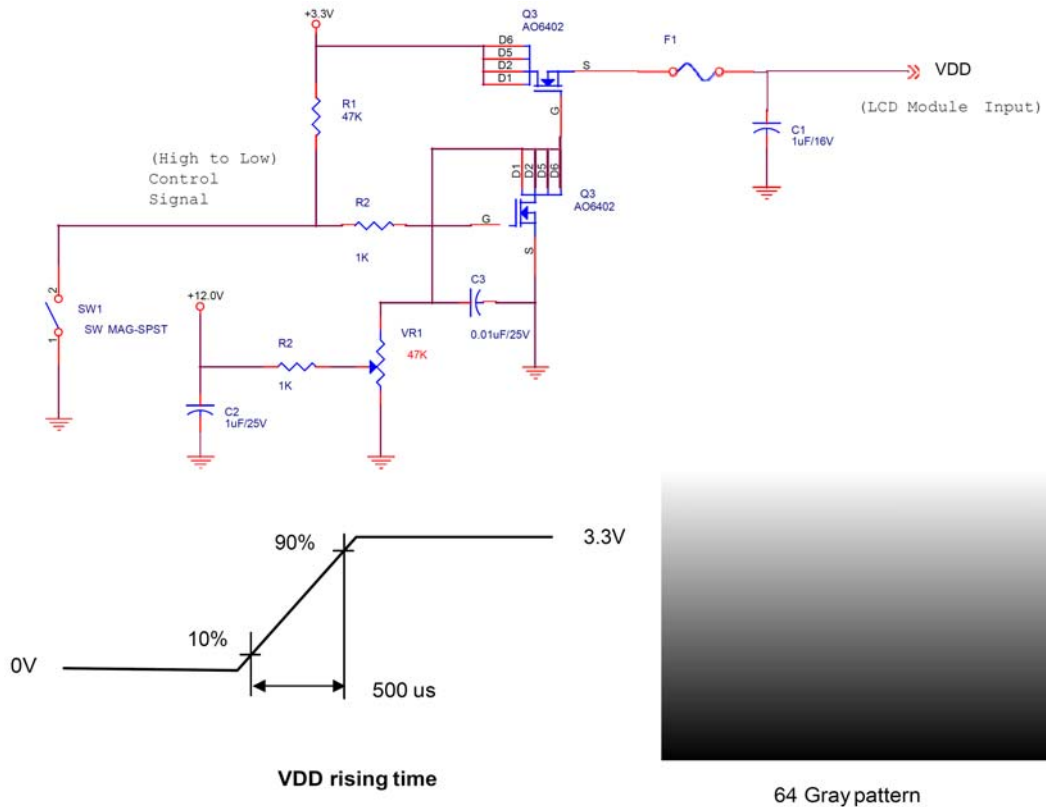 Q3
AO6402
+3.3V
D6
D5
D2
D1
S
G
F1
VDD
(LCD Module Input)
R1
47K
C1
1uF/16V
(High to Low)
Control
Signal
D1
D2
D5
D6
Q3
AO6402
R2
1K
G
S
2
SW1
SW MAG-SPST
1
+12.0V
C3
0.01uF/25V
R2
1K
VR1
47K
C2
1uF/25V
90%
3.3V
10%
0V
500 us
VDD rising time
64 Gray pattern